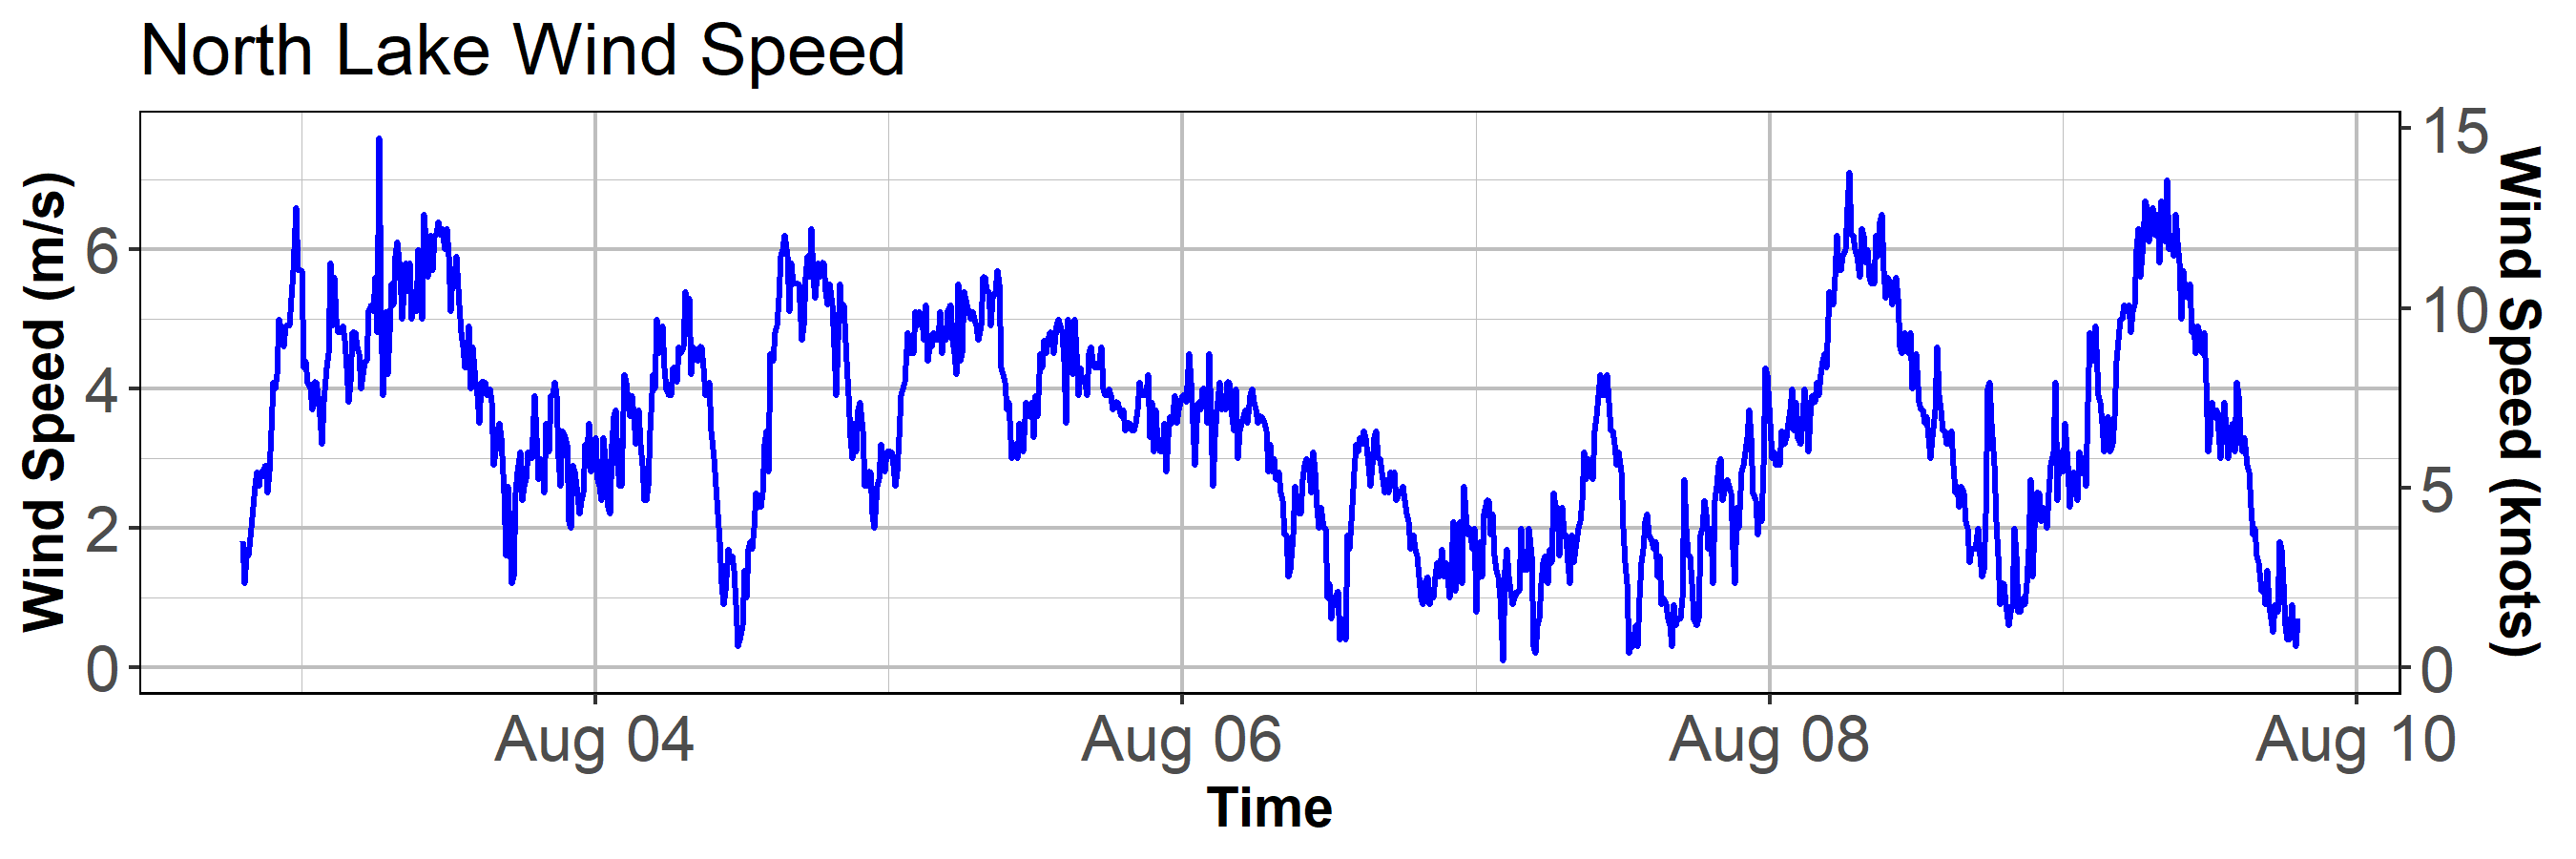 North Lake Wind Speed
Wind Speed (m/s)
6
4
2
0
15
10
5
0
Wind Speed (knots)
Aug 04
Aug 06
Aug 08
Aug 10
Time